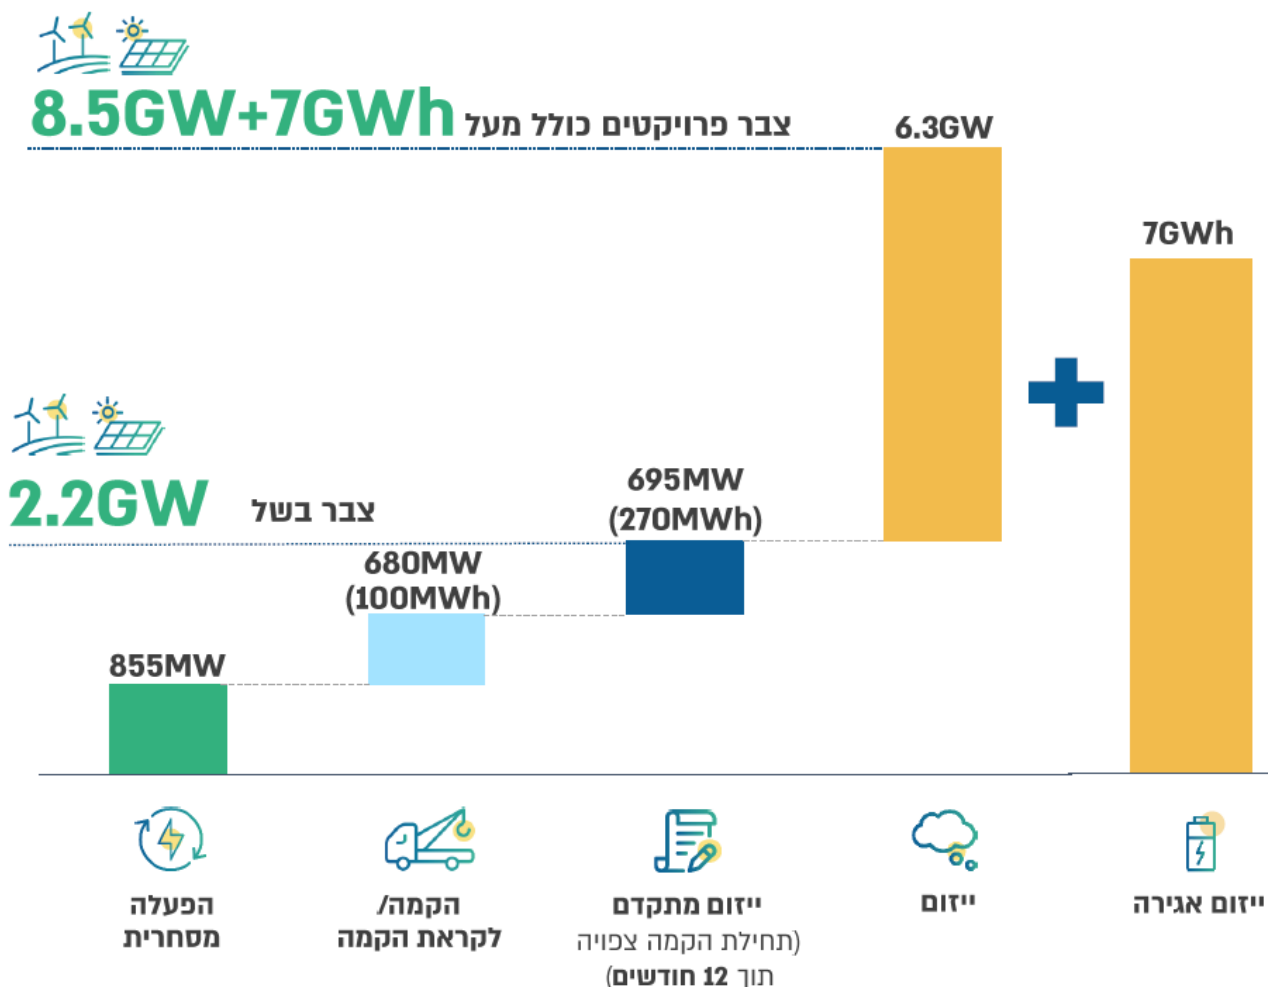 צבר פרויקטים כולל מעל 8.5GW+7GWh
6.3GW
7GWh
צבר בשל 2.2GW
695MW
(270MWh)
680MW
(100MWh)
855MW
הפעלה
מסחרית
הקמה/
לקראת הקמה
ייזום מתקדם
(תחילת הקמה צפויה
תוך 12 חודשים)
ייזום
ייזום אגירה